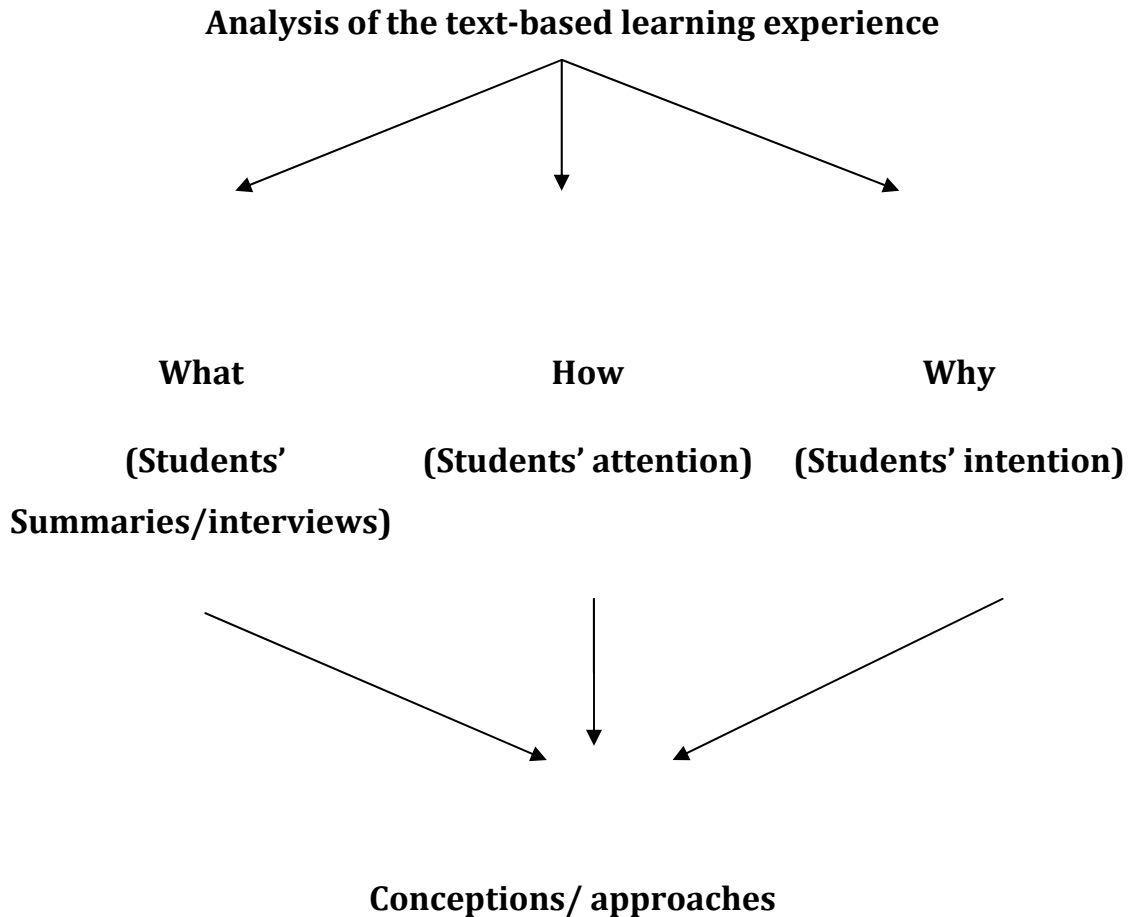 Analysis of the text-based learning experience
What How Why
(Students’ (Students’ attention) (Students’ intention)
Summaries/interviews)
Conceptions/ approaches